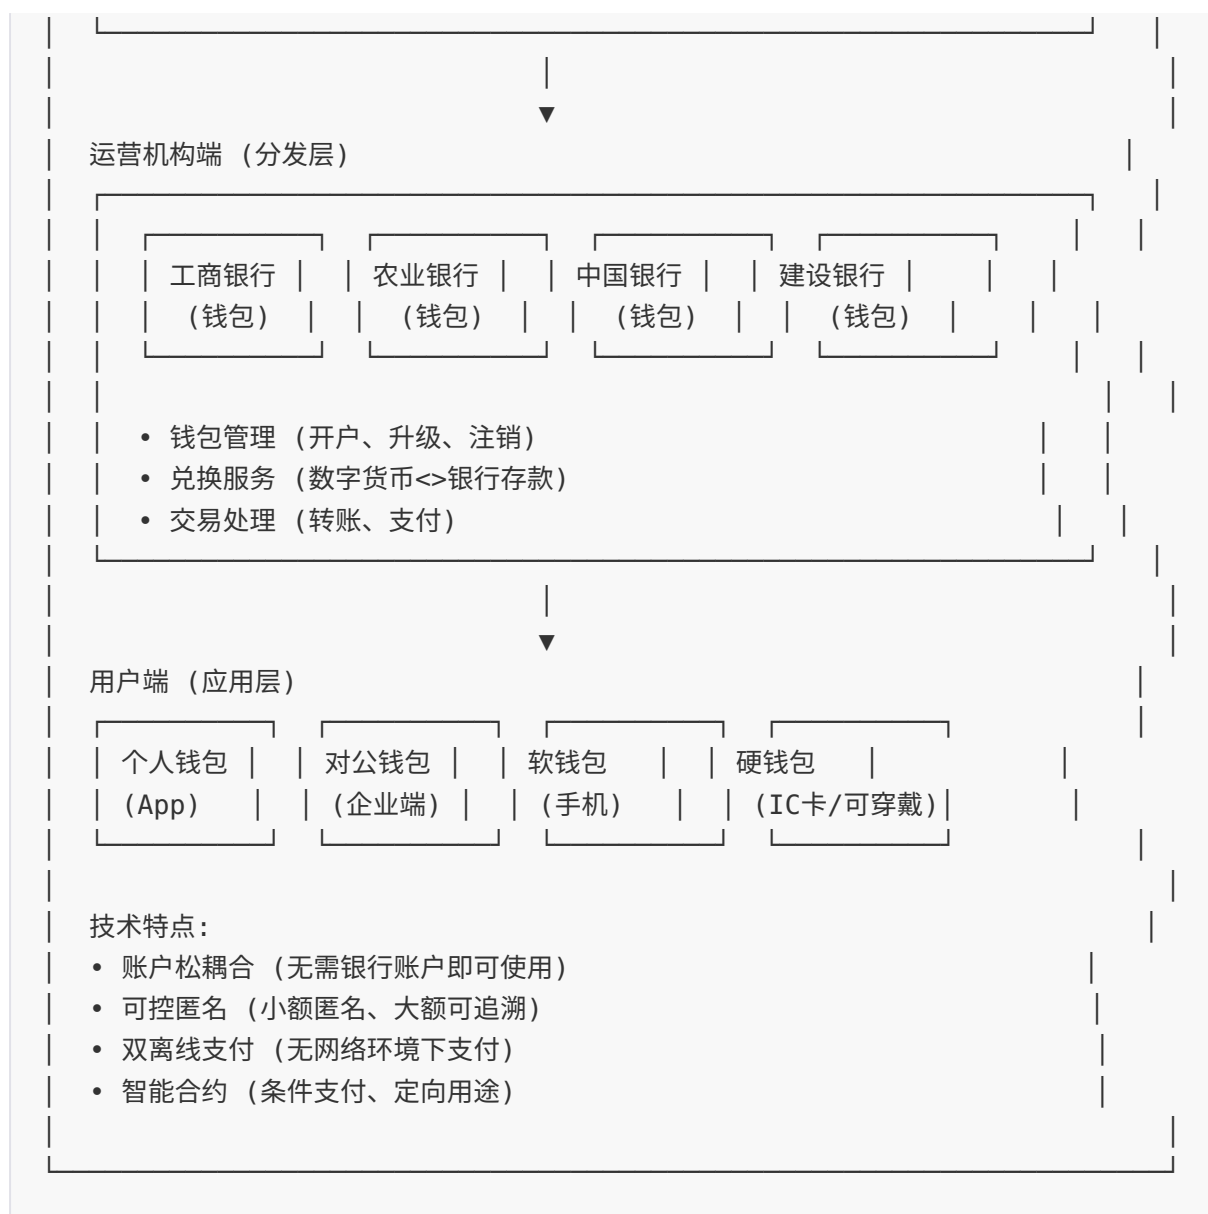 运营机构端 (分发层)
工商银行 农业银行 中国银行 建设银行
(钱包) (钱包) (钱包) (钱包)
• 钱包管理 (开户、升级、注销)
• 兑换服务 (数字货币<>银行存款)
• 交易处理 (转账、支付)
▼
用户端 (应用层)
个人钱包 对公钱包 软钱包 硬钱包
(App) (企业端) (手机) (IC卡/可穿戴)
技术特点:
• 账户松耦合 (无需银行账户即可使用)
• 可控匿名 (小额匿名、大额可追溯)
• 双离线支付 (无网络环境下支付)
• 智能合约 (条件支付、定向用途)